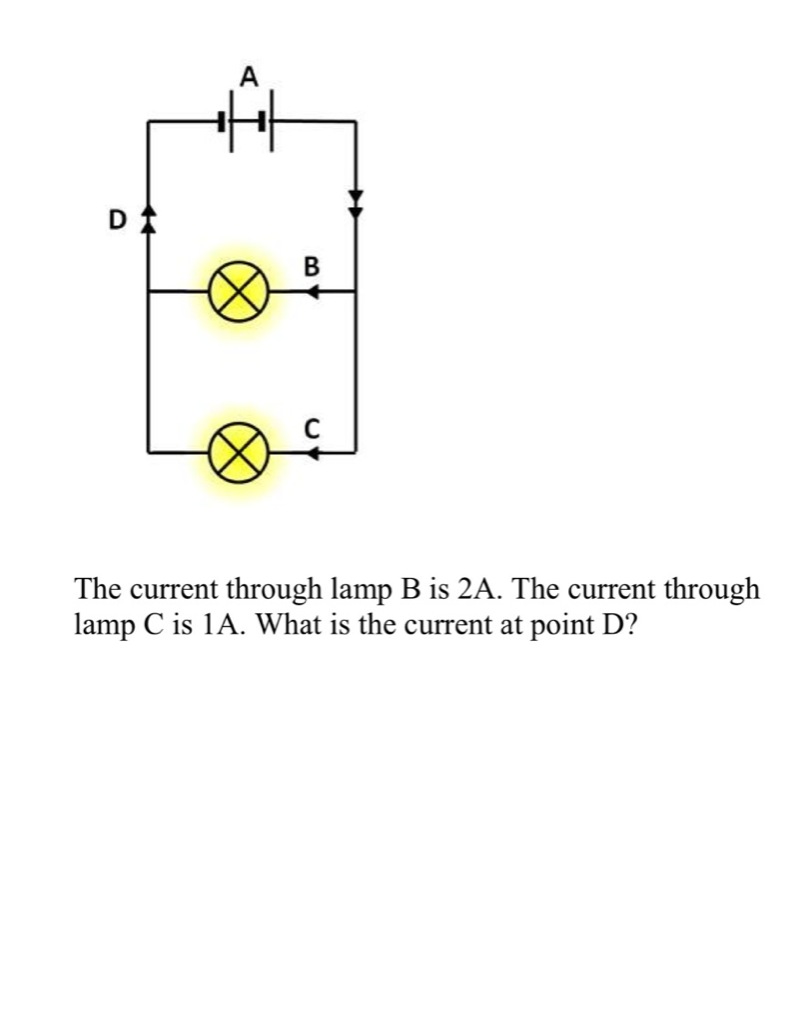 A
D
B
C
The current through lamp B is 2A. The current through
lamp C is 1A. What is the current at point D?